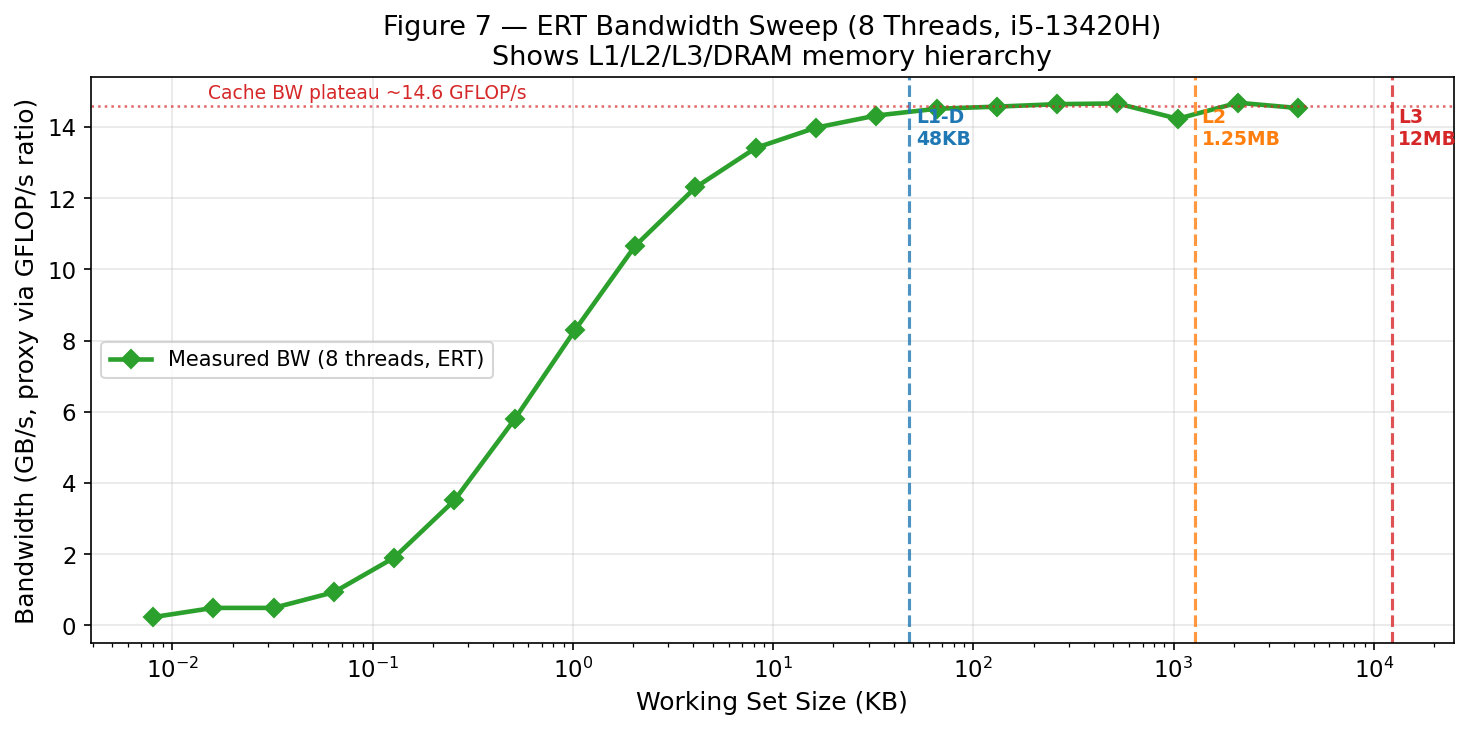 Figure 7 — ERT Bandwidth Sweep (8 Threads, i5-13420H)
Shows L1/L2/L3/DRAM memory hierarchy
Cache BW plateau ~14.6 GFLOP/s
L1-D
48KB
L2
1.25MB
L3
12MB
Bandwidth (GB/s, proxy via GFLOP/s ratio)
14
12
10
8
6
4
2
0
Measured BW (8 threads, ERT)
10⁻² 10⁻¹ 10⁰ 10¹ 10² 10³ 10⁴
Working Set Size (KB)